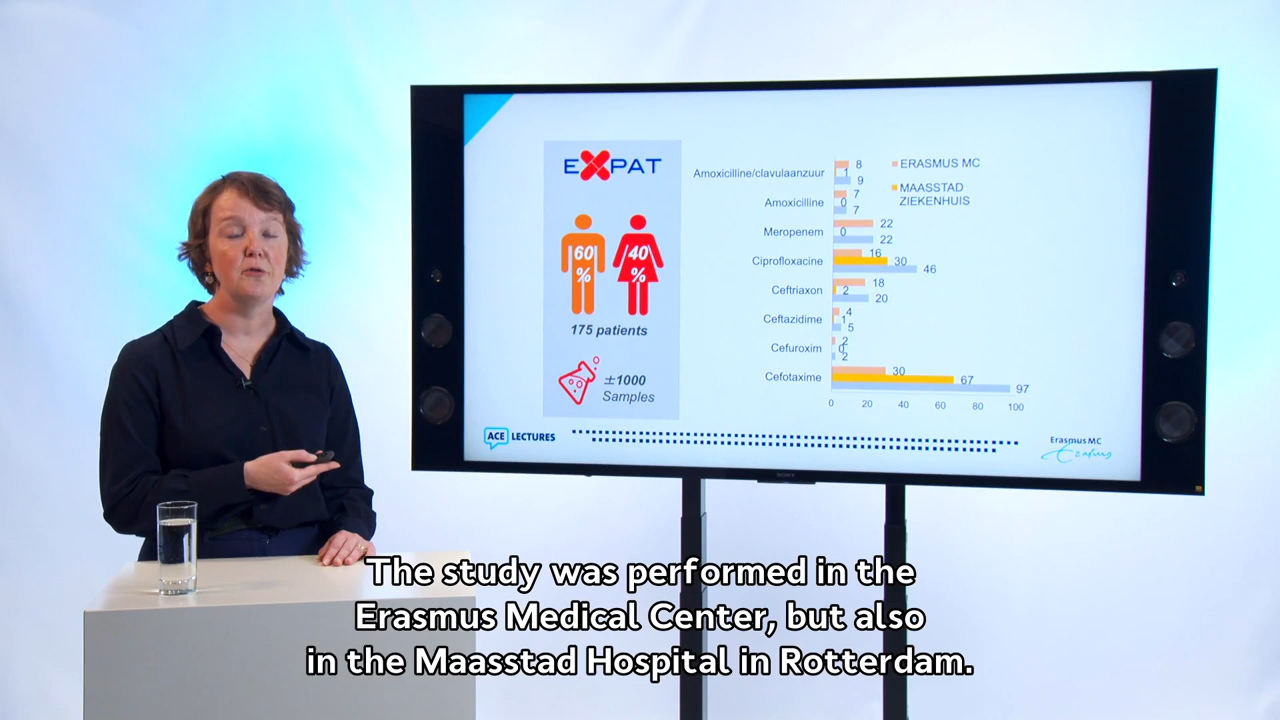 EXPAT
60
%
40
%
175 patients
±1000
Samples
Amoxicilline/clavulaanzuur
8
1
9
Amoxicilline
7
0
7
Meropenem
22
0
22
Ciprofloxacine
16
30
46
Ceftriaxon
18
2
20
Ceftazidime
4
1
5
Cefuroxim
2
0
2
Cefotaxime
30
67
97
0 20 40 60 80 100
ERASMUS MC
MAASSTAD
ZIEKENHUIS
ACE LECTURES
Erasmus MC
Erasmus
SONY
The study was performed in the
Erasmus Medical Center, but also
in the Maasstad Hospital in Rotterdam.